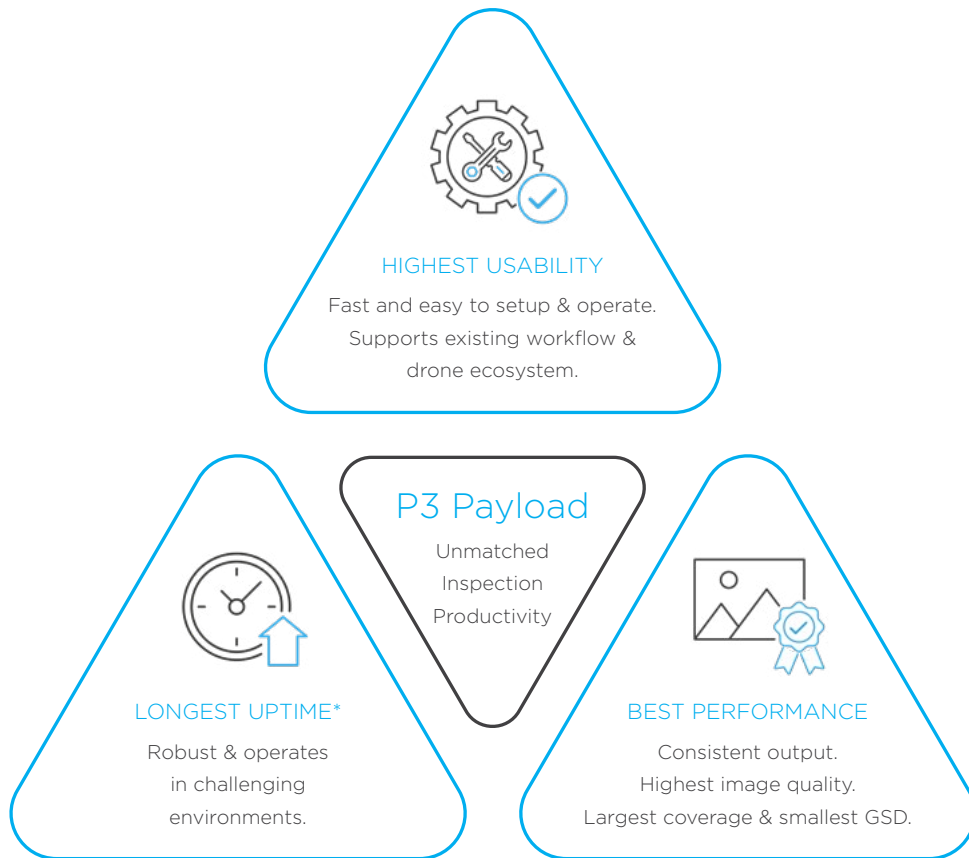 HIGHEST USABILITY
Fast and easy to setup & operate.
Supports existing workflow &
drone ecosystem.
P3 Payload
Unmatched
Inspection
Productivity
LONGEST UPTIME*
Robust & operates
in challenging
environments.
BEST PERFORMANCE
Consistent output.
Highest image quality.
Largest coverage & smallest GSD.